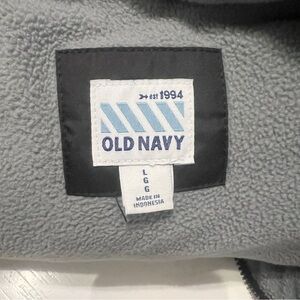 EST 1994
OLD NAVY
L
G
G
MADE IN
INDONESIA